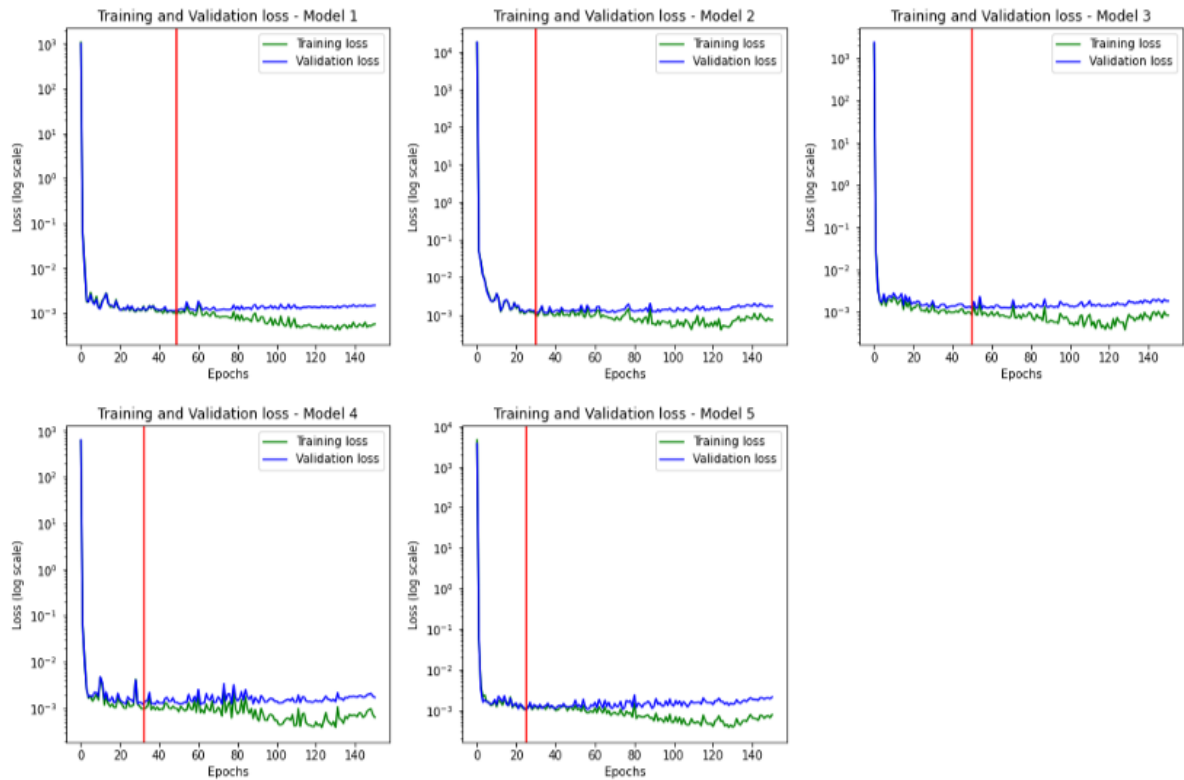 Training and Validation loss - Model 1
Loss (log scale)
10³
10²
10¹
10⁰
10⁻¹
10⁻²
10⁻³
Training loss
Validation loss
0 20 40 60 80 100 120 140
Epochs
Training and Validation loss - Model 2
Loss (log scale)
10⁴
10³
10²
10¹
10⁰
10⁻¹
10⁻²
10⁻³
Training loss
Validation loss
0 20 40 60 80 100 120 140
Epochs
Training and Validation loss - Model 3
Loss (log scale)
10³
10²
10¹
10⁰
10⁻¹
10⁻²
10⁻³
Training loss
Validation loss
0 20 40 60 80 100 120 140
Epochs
Training and Validation loss - Model 4
Loss (log scale)
10³
10²
10¹
10⁰
10⁻¹
10⁻²
10⁻³
Training loss
Validation loss
0 20 40 60 80 100 120 140
Epochs
Training and Validation loss - Model 5
Loss (log scale)
10⁴
10³
10²
10¹
10⁰
10⁻¹
10⁻²
10⁻³
Training loss
Validation loss
0 20 40 60 80 100 120 140
Epochs